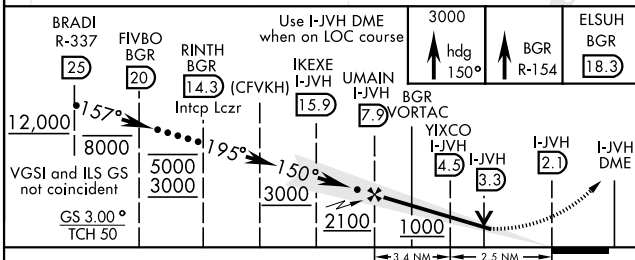 BRADI
R-337
25
FIVBO
BGR
20
RINTH
BGR
14.3
Intcp Lczr
(CFVKH)
Use I-JVH DME
when on LOC course
IKEXE
I-JVH
15.9
UMAIN
I-JVH
7.9
BGR
VORTAC
YIXCO
I-JVH
4.5
I-JVH
3.3
I-JVH
2.1
I-JVH
DME
3000
hdg
150°
BGR
R-154
ELSUH
BGR
18.3
12,000
157°
8000
5000
3000
195°
150°
3000
2100
1000
VGSI and ILS GS
not coincident
GS 3.00°
TCH 50
3.4 NM
2.5 NM